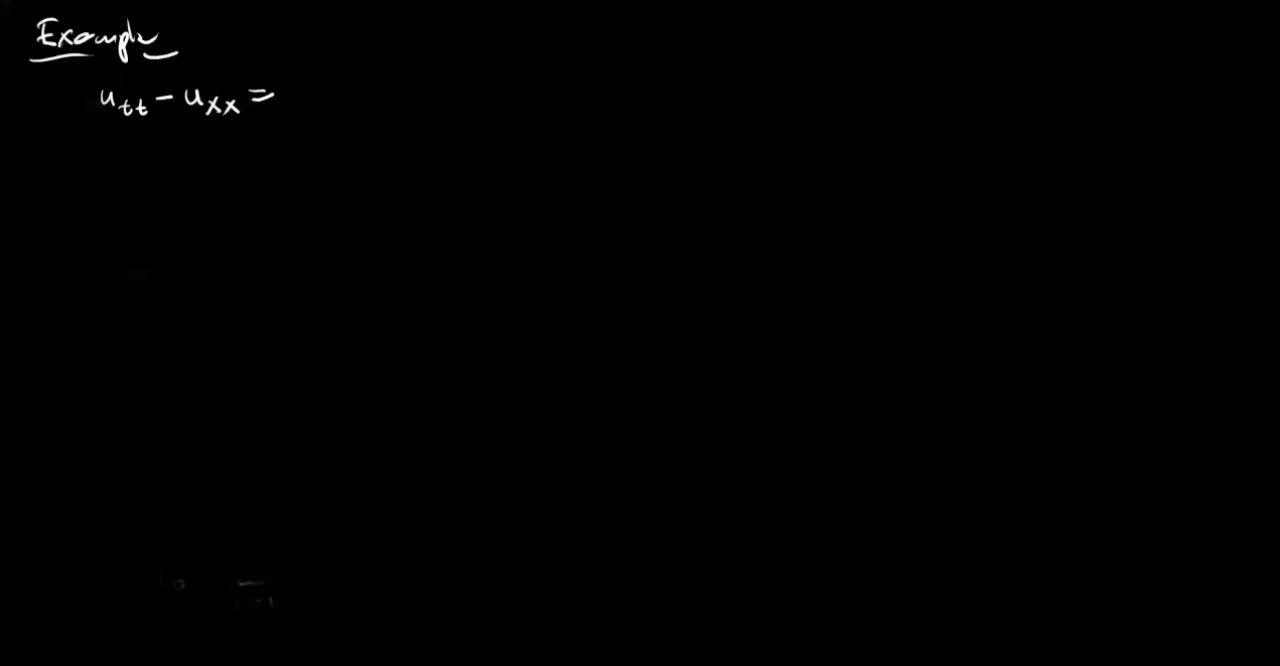 Example
u_tt - u_xx =